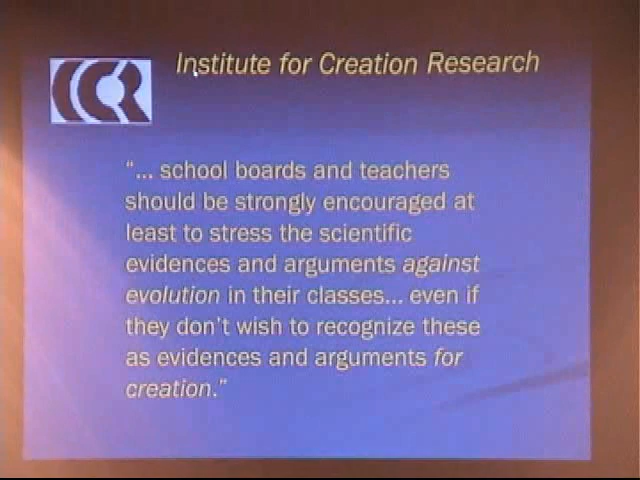 Institute for Creation Research
ICR
"... school boards and teachers
should be strongly encouraged at
least to stress the scientific
evidences and arguments against
evolution in their classes... even if
they don't wish to recognize these
as evidences and arguments for
creation."